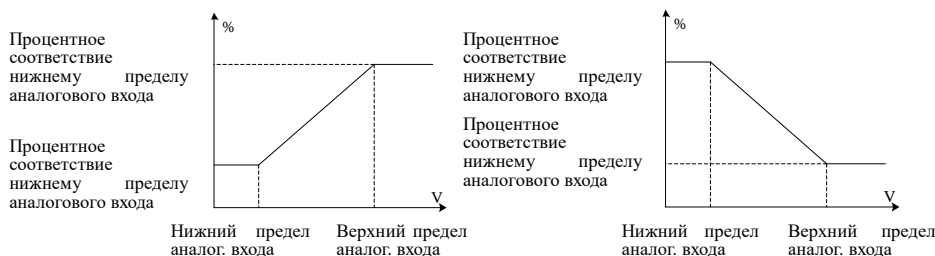 %
Процентное
соответствие
нижнему пределу
аналогового входа
Процентное
соответствие
нижнему пределу
аналогового входа
V
Нижний предел
аналог. входа
Верхний предел
аналог. входа
%
Процентное
соответствие
нижнему пределу
аналогового входа
Процентное
соответствие
нижнему пределу
аналогового входа
V
Нижний предел
аналог. входа
Верхний предел
аналог. входа